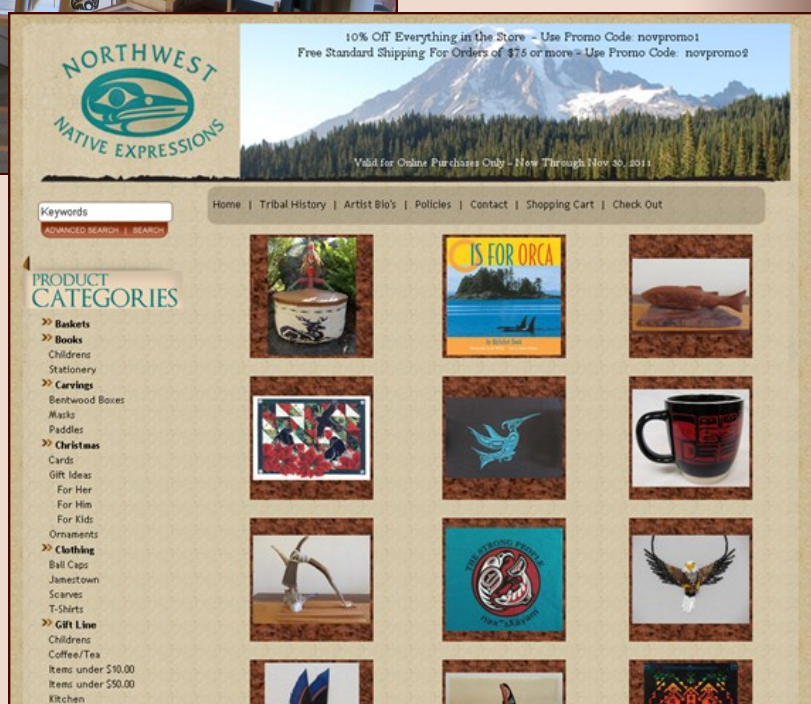 10% Off Everything in the Store - Use Promo Code: novpromo1
Free Standard Shipping For Orders of $75 or more - Use Promo Code: novpromo2
NORTHWEST
NATIVE EXPRESSIONS
Valid for Online Purchases Only - Now Through Nov 30, 2011
Keywords
ADVANCED SEARCH | SEARCH
Home | Tribal History | Artist Bio's | Policies | Contact | Shopping Cart | Check Out
PRODUCT
CATEGORIES
Baskets
Books
Childrens
Stationery
Carvings
Bentwood Boxes
Masks
Paddles
Christmas
Cards
Gift Ideas
For Her
For Him
For Kids
Ornaments
Clothing
Ball Caps
Jamestown
Scarves
T-Shirts
Gift Line
Childrens
Coffee/Tea
Items under $10.00
Items under $50.00
Kitchen
IS FOR ORCA
THE STRONG PEOPLE